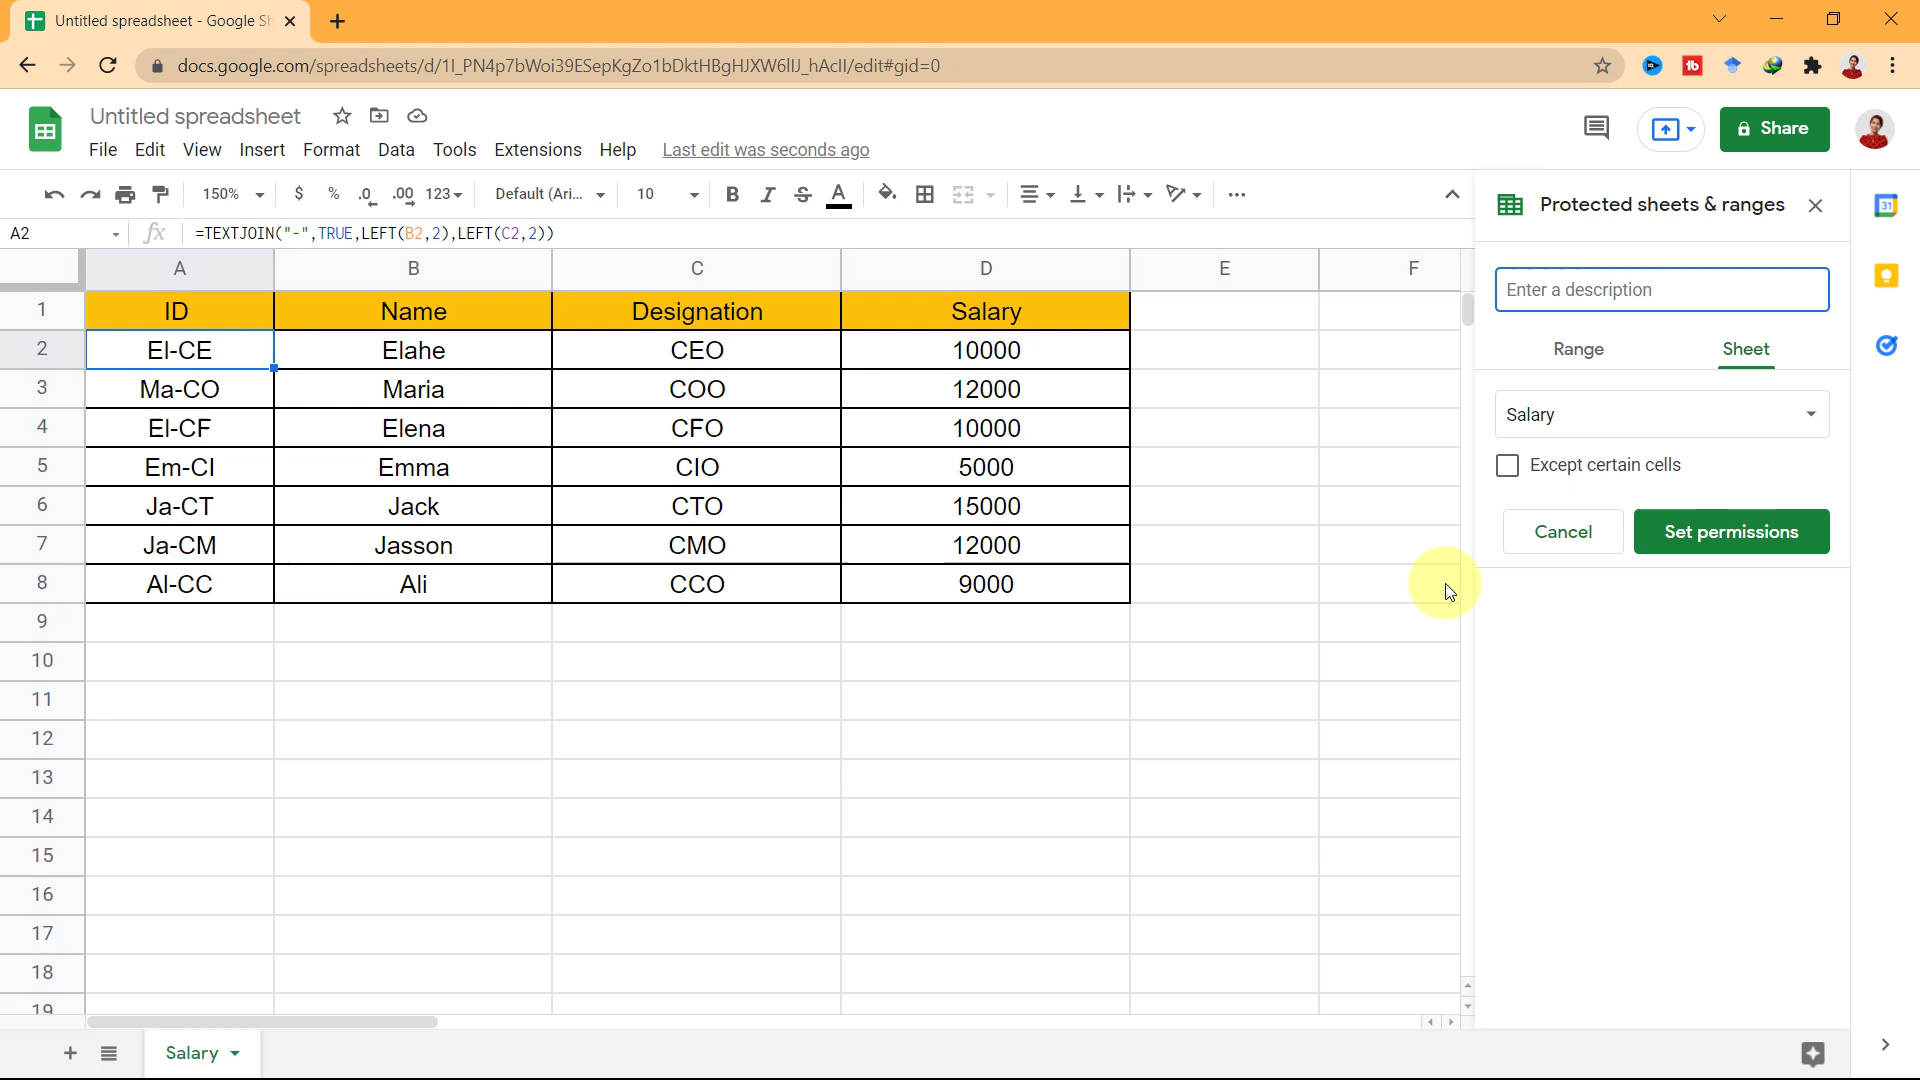 Untitled spreadsheet - Google Sh
docs.google.com/spreadsheets/d/1I_PN4p7bWoi39ESepKgZo1bDktHBgHJXW6lIJ_hAcII/edit#gid=0
Untitled spreadsheet
File Edit View Insert Format Data Tools Extensions Help Last edit was seconds ago
Share
150% $ % .0 .00 123 Default (Ari... 10 B I S A
A2 fx =TEXTJOIN("-",TRUE,LEFT(B2,2),LEFT(C2,2))
Protected sheets & ranges
31
A B C D E F
1 ID Name Designation Salary
2 El-CE Elahe CEO 10000
3 Ma-CO Maria COO 12000
4 El-CF Elena CFO 10000
5 Em-CI Emma CIO 5000
6 Ja-CT Jack CTO 15000
7 Ja-CM Jasson CMO 12000
8 Al-CC Ali CCO 9000
9
10
11
12
13
14
15
16
17
18
19
Enter a description
Range Sheet
Salary
Except certain cells
Cancel Set permissions
Salary